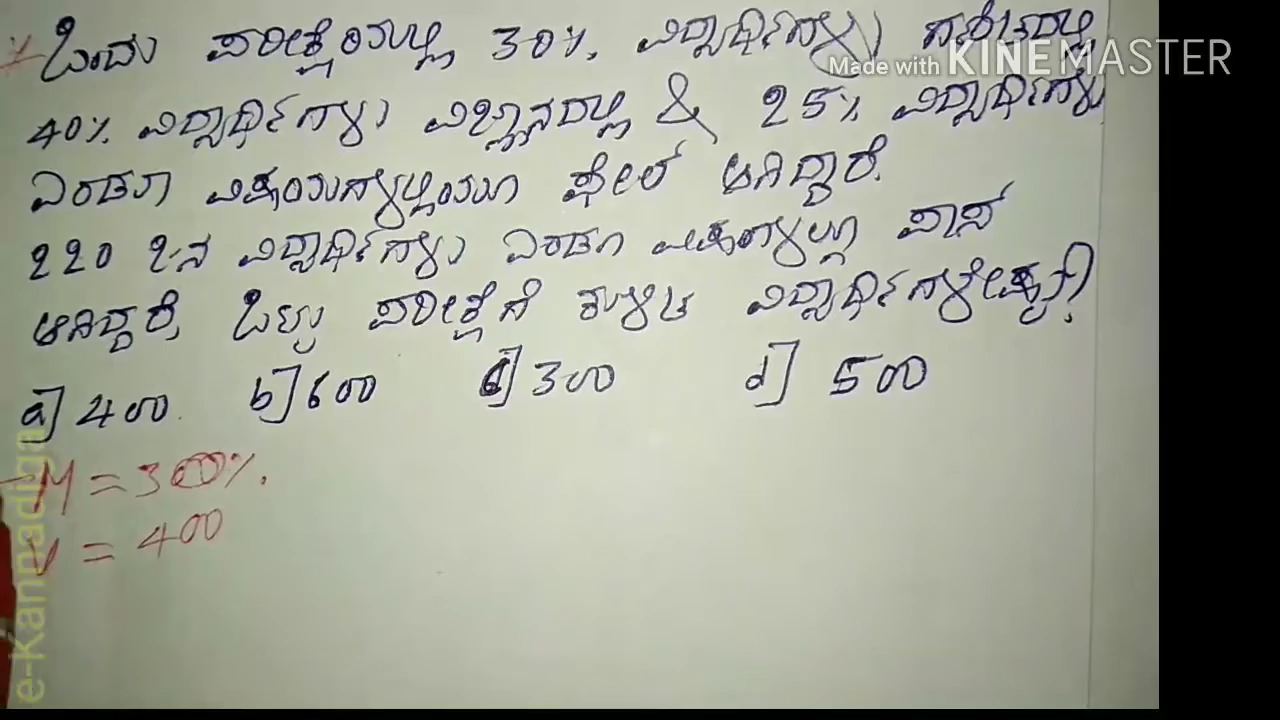 ಒಂದು ಪರೀಕ್ಷೆಯಲ್ಲಿ 30% ವಿದ್ಯಾರ್ಥಿಗಳು ಗಣಿತದಲ್ಲಿ
Made with KINEMASTER
40% ವಿದ್ಯಾರ್ಥಿಗಳು ವಿಜ್ಞಾನದಲ್ಲಿ & 25% ವಿದ್ಯಾರ್ಥಿಗಳು
ಎರಡೂ ವಿಷಯಗಳಲ್ಲಿಯೂ ಫೇಲ್ ಆಗಿದ್ದಾರೆ.
220 ಜನ ವಿದ್ಯಾರ್ಥಿಗಳು ಎರಡೂ ವಿಷಯಗಳಲ್ಲೂ ಪಾಸ್
ಆಗಿದ್ದರೆ, ಒಟ್ಟು ಪರೀಕ್ಷೆಗೆ ಕುಳಿತ ವಿದ್ಯಾರ್ಥಿಗಳೆಷ್ಟು?
a] 400 b] 600 c] 300 d] 500
M = 300%.
V = 400
e-Kannadiga